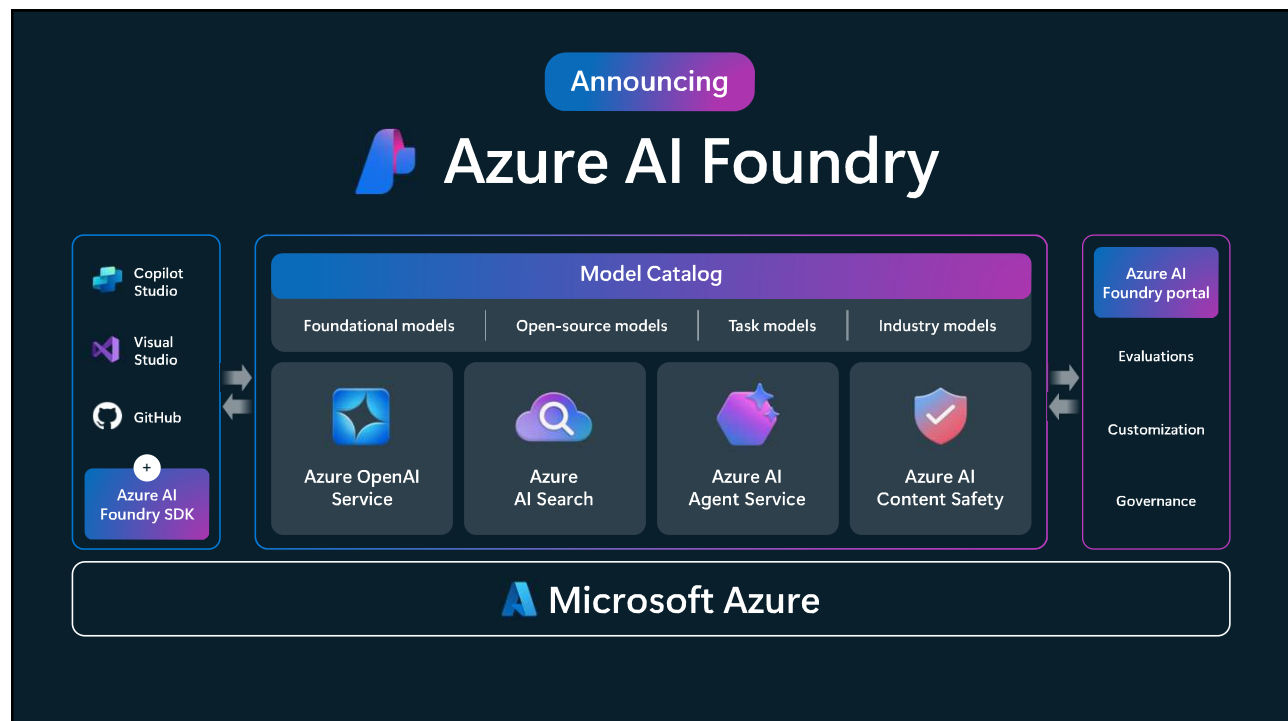 Announcing
Azure AI Foundry
Copilot
Studio
Visual
Studio
GitHub
+
Azure AI
Foundry SDK
Model Catalog
Foundational models
Open-source models
Task models
Industry models
Azure OpenAI
Service
Azure
AI Search
Azure AI
Agent Service
Azure AI
Content Safety
Azure AI
Foundry portal
Evaluations
Customization
Governance
Microsoft Azure